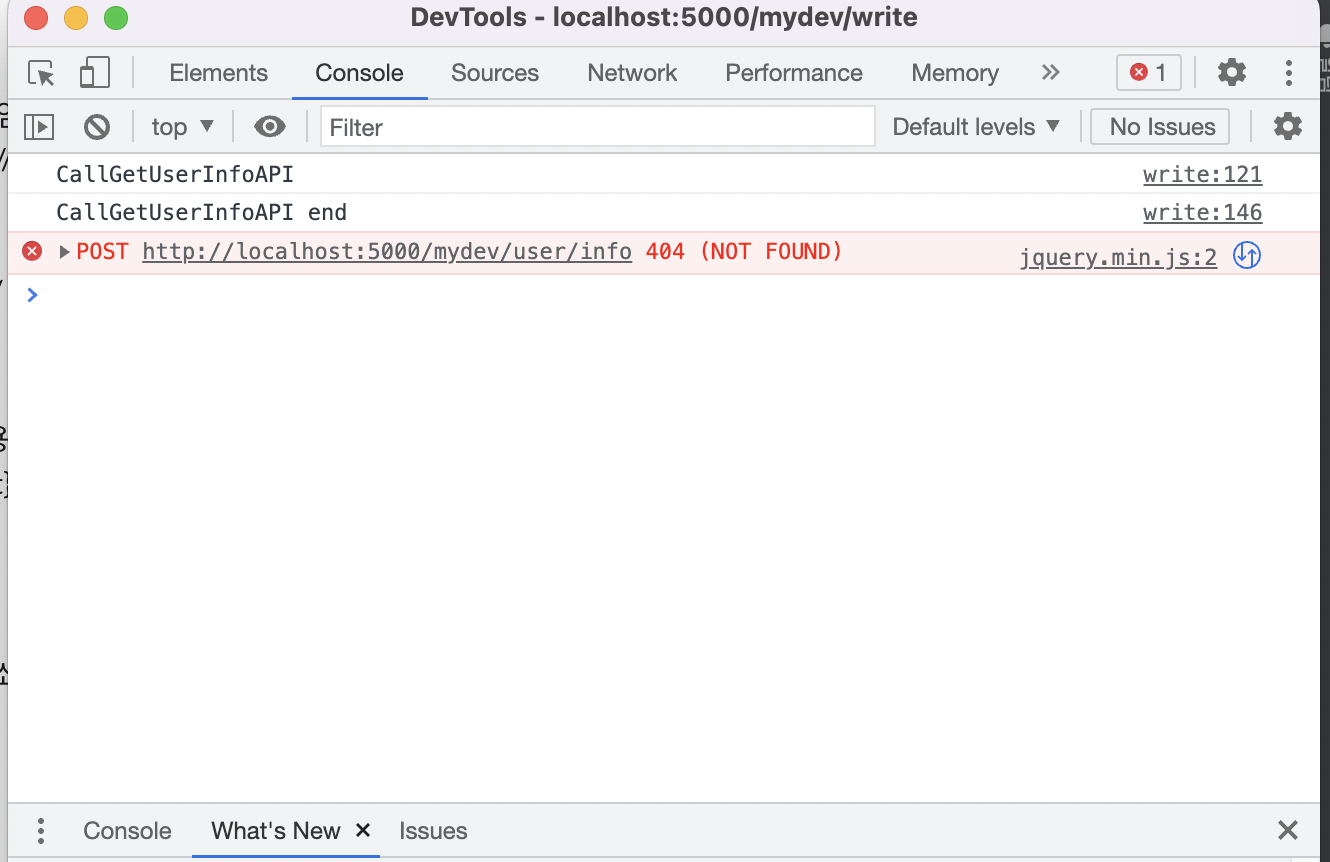 DevTools - localhost:5000/mydev/write
Elements Console Sources Network Performance Memory 1
top Filter Default levels No Issues
CallGetUserInfoAPI write:121
CallGetUserInfoAPI end write:146
POST http://localhost:5000/mydev/user/info 404 (NOT FOUND) jquery.min.js:2
Console What's New Issues